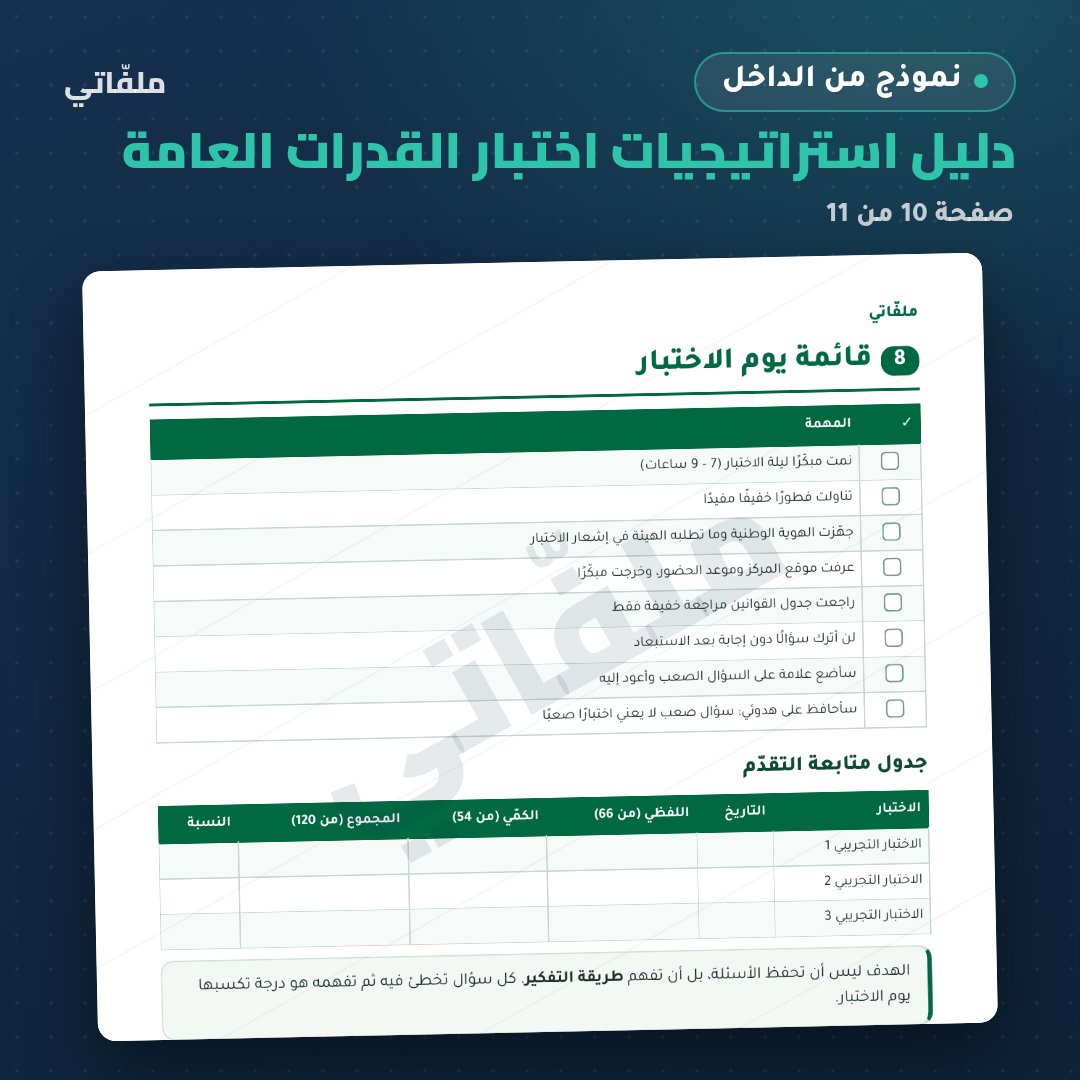 نموذج من الداخل
ملفّاتي
دليل استراتيجيات اختبار القدرات العامة
صفحة 10 من 11
ملفّاتي
8 قائمة يوم الاختبار
✓ المهمة
نمت مبكّرًا ليلة الاختبار (7 - 9 ساعات)
تناولت فطورًا خفيفًا مفيدًا
جهّزت الهوية الوطنية وما تطلبه الهيئة في إشعار الاختبار
عرفت موقع المركز وموعد الحضور، وخرجت مبكّرًا
راجعت جدول القوانين مراجعة خفيفة فقط
لن أترك سؤالًا دون إجابة بعد الاستبعاد
سأضع علامة على السؤال الصعب وأعود إليه
سأحافظ على هدوئي: سؤال صعب لا يعني اختبارًا صعبًا
ملفّاتي
جدول متابعة التقدّم
الاختبار التاريخ اللفظي (من 66) الكمّي (من 54) المجموع (من 120) النسبة
الاختبار التجريبي 1
الاختبار التجريبي 2
الاختبار التجريبي 3
الهدف ليس أن تحفظ الأسئلة، بل أن تفهم طريقة التفكير. كل سؤال تخطئ فيه ثم تفهمه هو درجة تكسبها
يوم الاختبار.